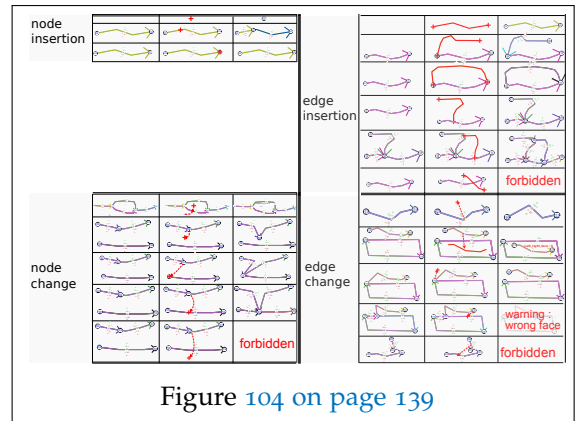 node
insertion
edge
insertion
forbidden
node
change
forbidden
edge
change
warning :
wrong face
forbidden
Figure 104 on page 139